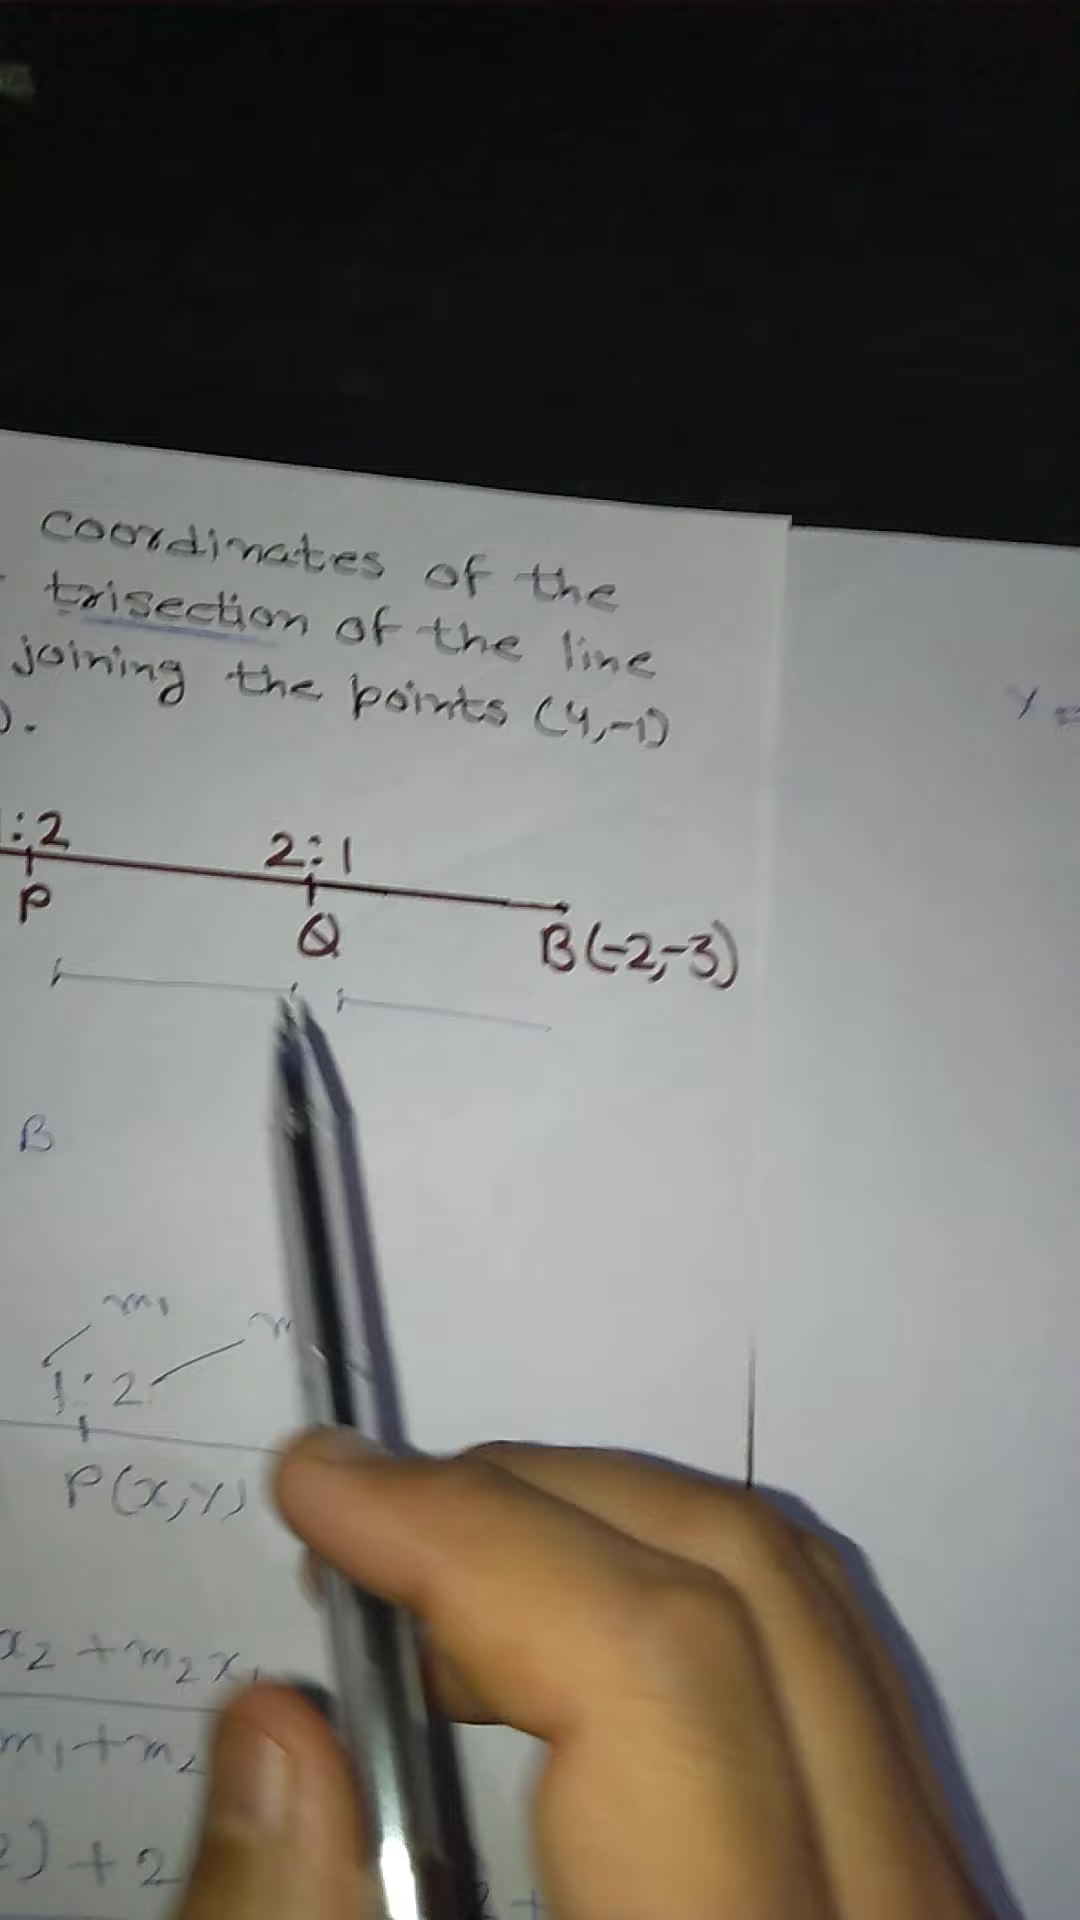 coordinates of the
trisection of the line
joining the points (4,-1)
).
Y =
:2
2:1
P
Q
B(-2,-3)
B
m1
1:2
P(x,y)
x2 + m2x1
m1+m2
) + 2